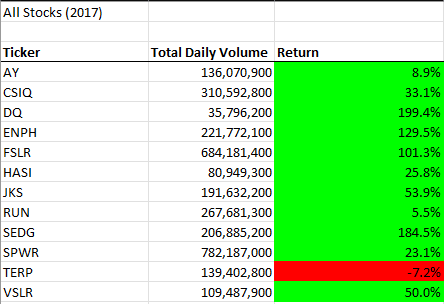 All Stocks (2017)
Ticker Total Daily Volume Return
AY 136,070,900 8.9%
CSIQ 310,592,800 33.1%
DQ 35,796,200 199.4%
ENPH 221,772,100 129.5%
FSLR 684,181,400 101.3%
HASI 80,949,300 25.8%
JKS 191,632,200 53.9%
RUN 267,681,300 5.5%
SEDG 206,885,200 184.5%
SPWR 782,187,000 23.1%
TERP 139,402,800 -7.2%
VSLR 109,487,900 50.0%